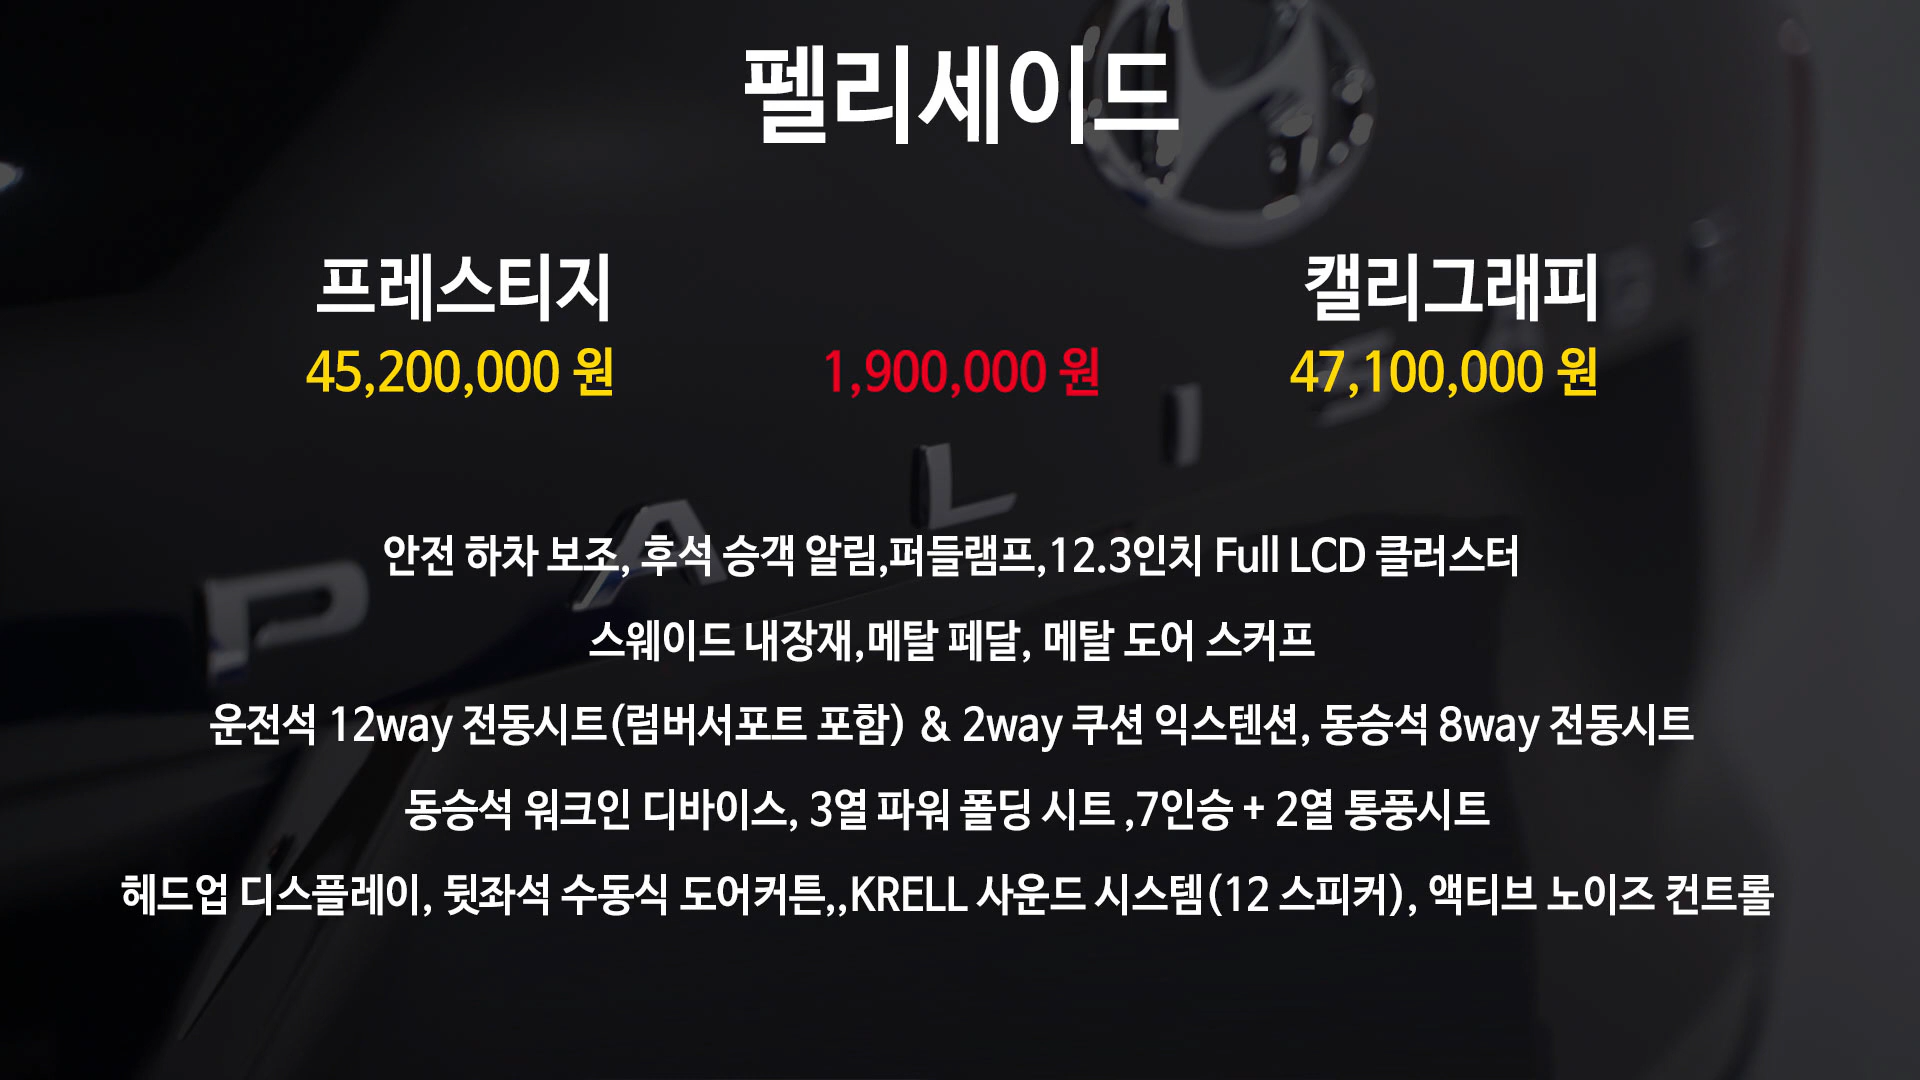 펠리세이드
프레스티지
캘리그래피
45,200,000 원
1,900,000 원
47,100,000 원
PALISADE
안전 하차 보조, 후석 승객 알림,퍼들램프,12.3인치 Full LCD 클러스터
스웨이드 내장재,메탈 페달, 메탈 도어 스커프
운전석 12way 전동시트(럼버서포트 포함) & 2way 쿠션 익스텐션, 동승석 8way 전동시트
동승석 워크인 디바이스, 3열 파워 폴딩 시트 ,7인승 + 2열 통풍시트
헤드업 디스플레이, 뒷좌석 수동식 도어커튼,,KRELL 사운드 시스템(12 스피커), 액티브 노이즈 컨트롤